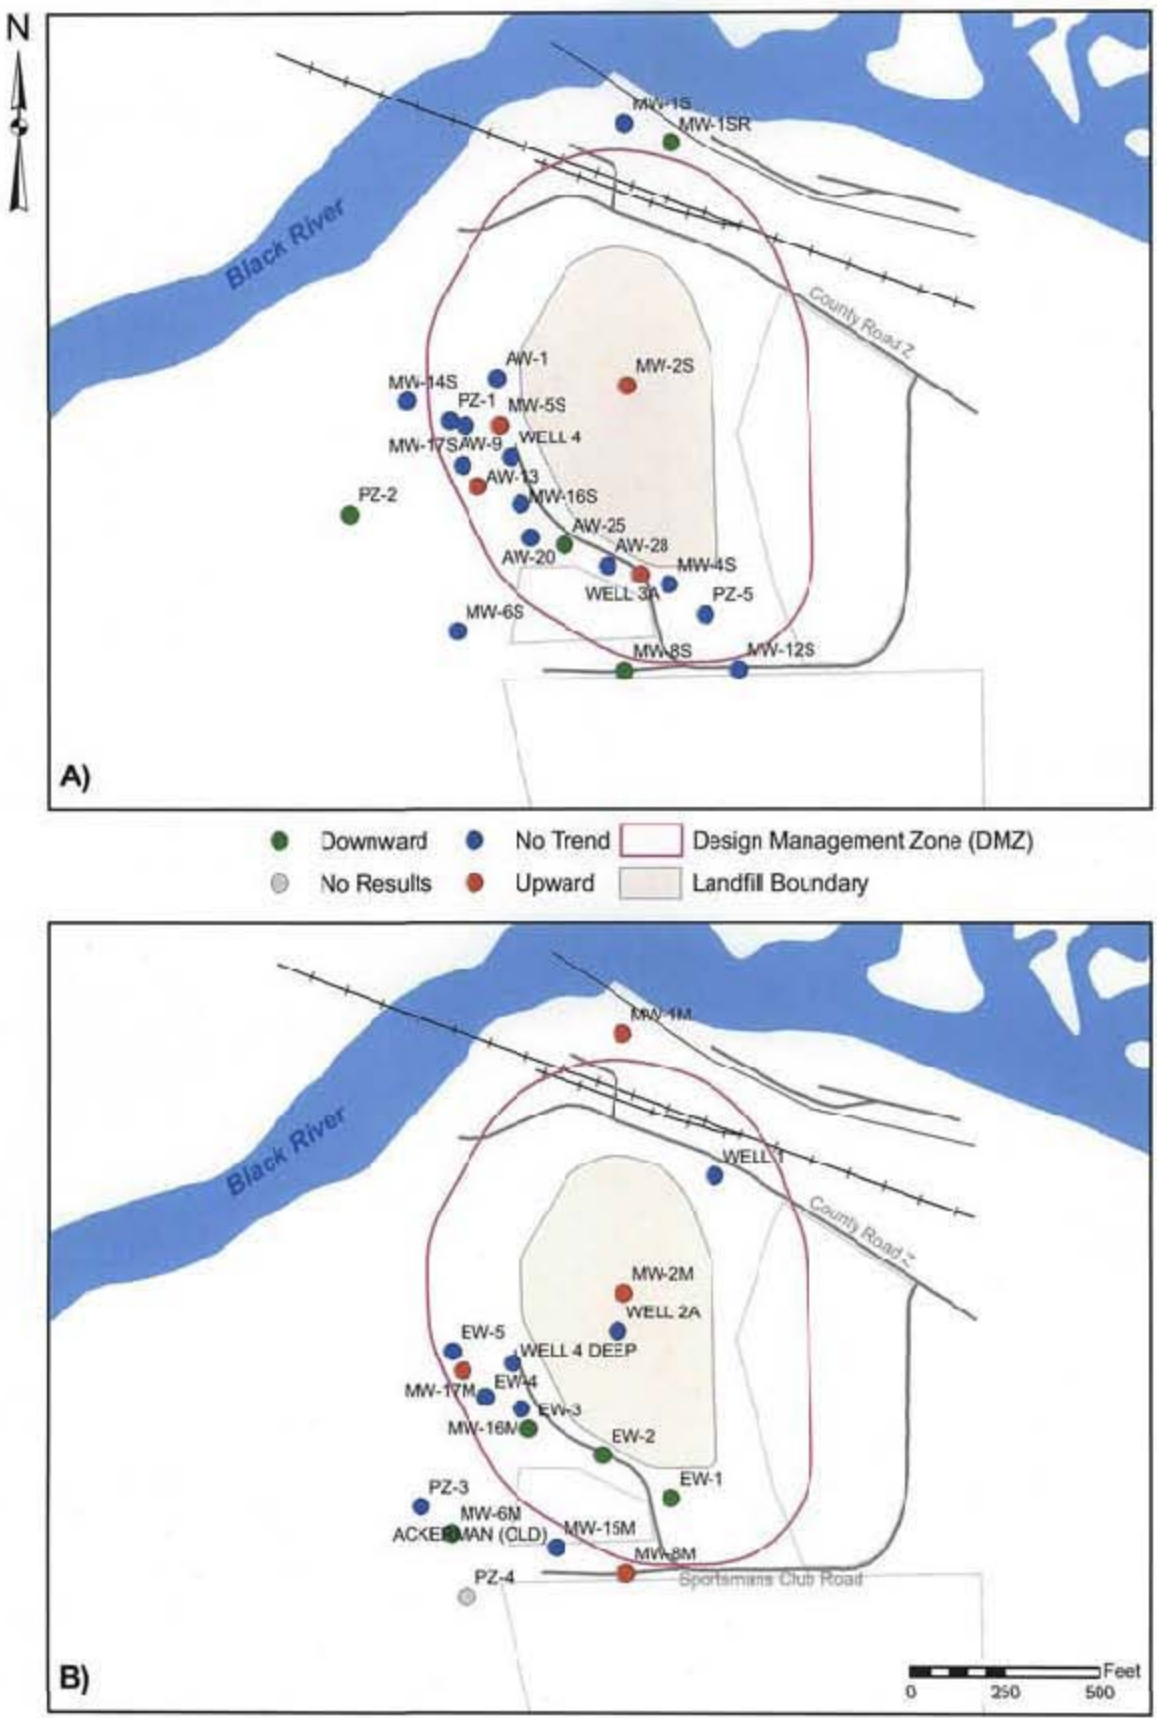 N
MW-1S
MW-1SR
Black River
County Road Z
AW-1
MW-2S
MW-14S
PZ-1
MW-5S
WELL 4
MW-17S
AW-9
AW-13
PZ-2
MW-16S
AW-25
AW-20
AW-28
MW-4S
WELL 3A
PZ-5
MW-6S
MW-8S
MW-12S
A)
Downward
No Trend
Design Management Zone (DMZ)
No Results
Upward
Landfill Boundary
MW-1M
Black River
WELL 1
County Road Z
MW-2M
WELL 2A
EW-5
WELL 4 DEEP
MW-17M
EW-4
EW-3
MW-16M
EW-2
EW-1
PZ-3
MW-6M
ACKERMAN (OLD)
MW-15M
MW-8M
Sportsmans Club Road
PZ-4
B)
Feet
0 250 500